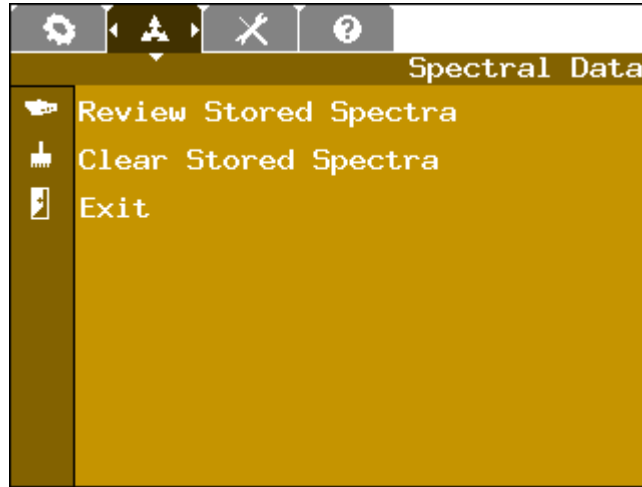 Spectral Data
Review Stored Spectra
Clear Stored Spectra
Exit